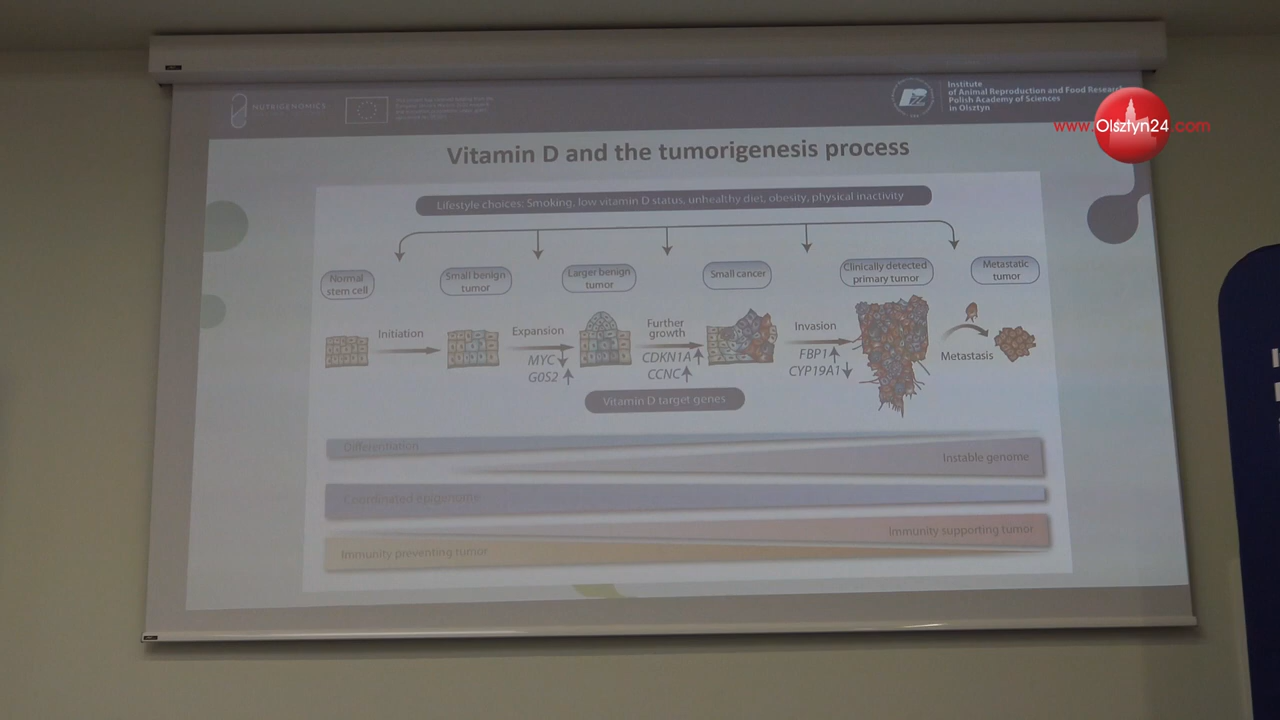 NUTRIGENOMICS
Institute
of Animal Reproduction and Food Research
Polish Academy of Sciences
in Olsztyn
www.Olsztyn24.com
Vitamin D and the tumorigenesis process
Lifestyle choices: Smoking, low vitamin D status, unhealthy diet, obesity, physical inactivity
Normal
stem cell
Small benign
tumor
Larger benign
tumor
Small cancer
Clinically detected
primary tumor
Metastatic
tumor
Initiation
Expansion
MYC↓
G0S2↑
Further
growth
CDKN1A↑
CCNC↑
Invasion
FBP1↑
CYP19A1↓
Metastasis
Vitamin D target genes
Differentiation
Instable genome
Coordinated epigenome
Immunity supporting tumor
Immunity preventing tumor